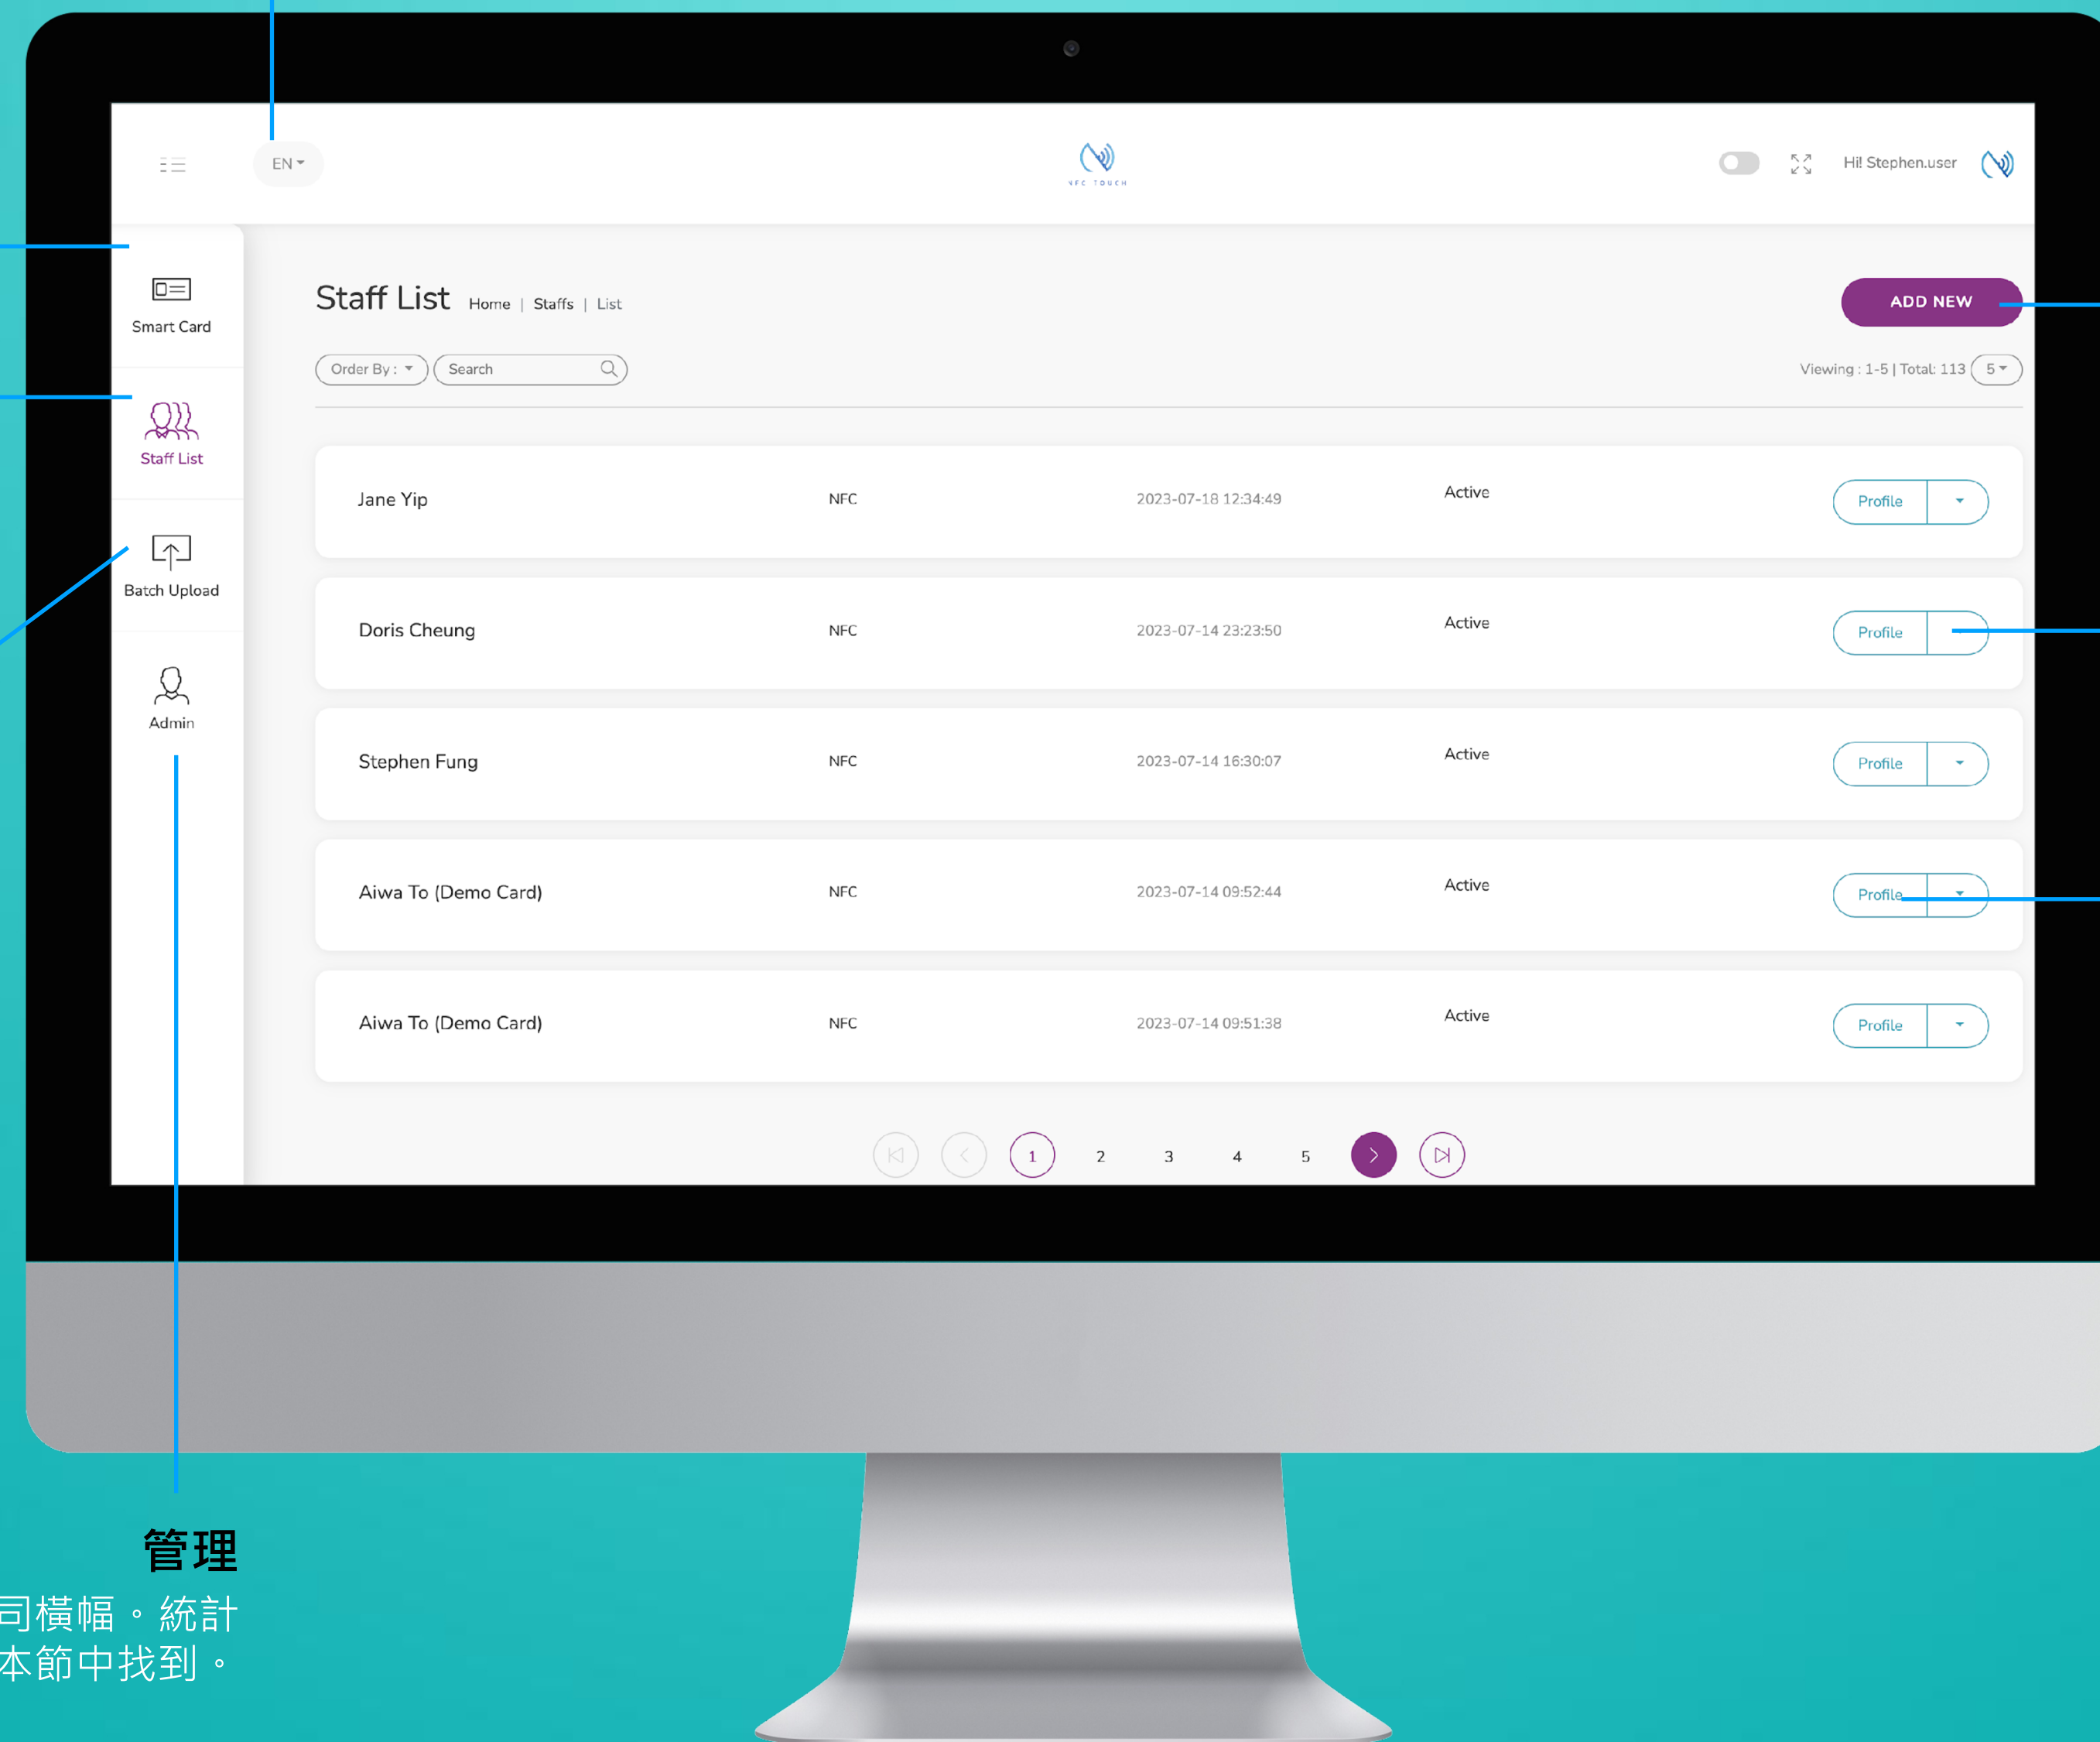 EN
NFC TOUCH
Hi! Stephen.user
Smart Card
Staff List
Batch Upload
Admin
Staff List Home | Staffs | List
ADD NEW
Order By : Search
Viewing : 1-5 | Total: 113 5
Jane Yip NFC 2023-07-18 12:34:49 Active Profile
Doris Cheung NFC 2023-07-14 23:23:50 Active Profile
Stephen Fung NFC 2023-07-14 16:30:07 Active Profile
Aiwa To (Demo Card) NFC 2023-07-14 09:52:44 Active Profile
Aiwa To (Demo Card) NFC 2023-07-14 09:51:38 Active Profile
1 2 3 4 5
管理
司橫幅。統計
本節中找到。